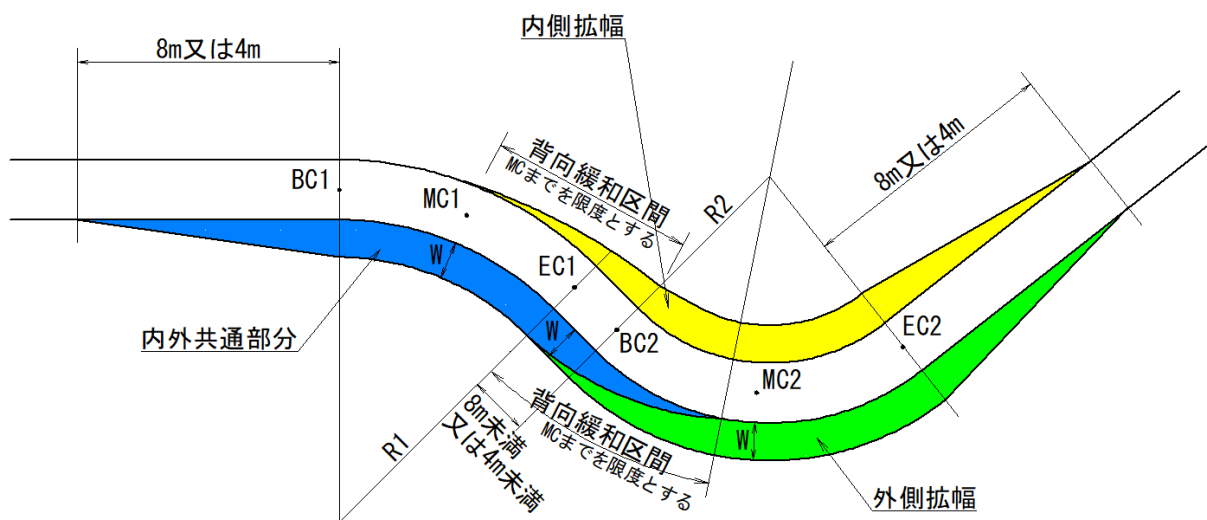 内側拡幅
8m又は4m
背向緩和区間
MCまでを限度とする
8m又は4m
BC1
MC1
R2
W
EC1
内外共通部分
W
BC2
EC2
MC2
R1
8m未満
又は4m未満
背向緩和区間
MCまでを限度とする
W
外側拡幅